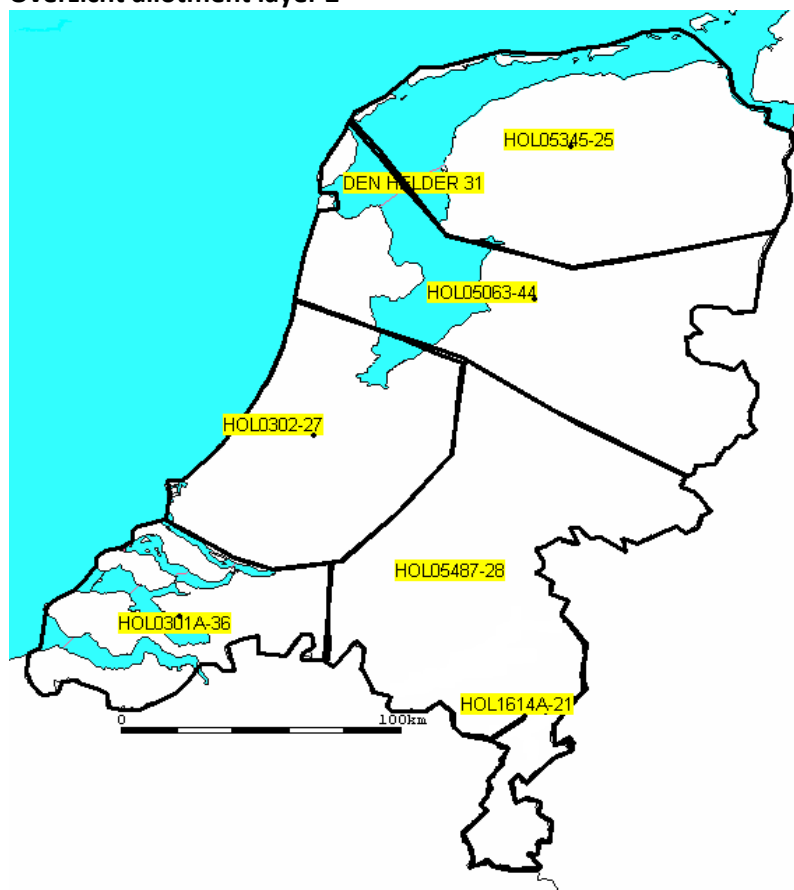 Overzicht allotment layer 2
HOL05345-25
DEN HELDER 31
HOL05063-44
HOL0302-27
HOL05487-28
HOL0301A-36
HOL1614A-21
0
100km